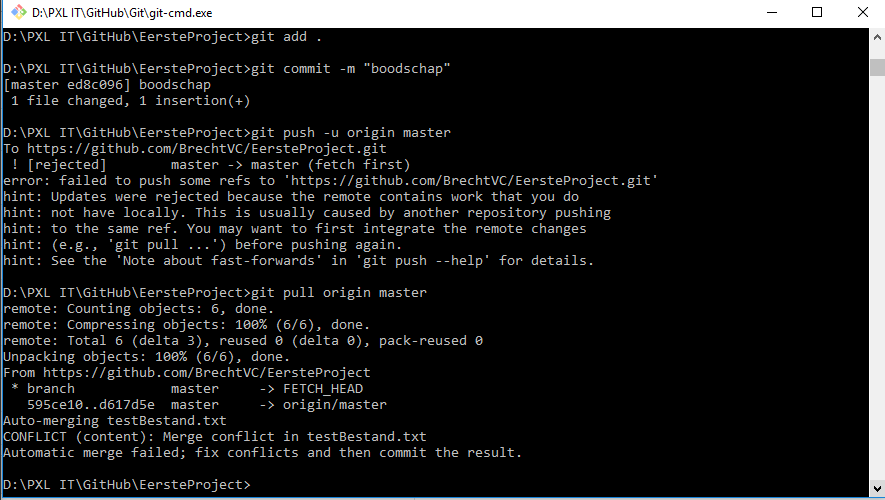 D:\PXL IT\GitHub\Git\git-cmd.exe
D:\PXL IT\GitHub\EersteProject>git add .
D:\PXL IT\GitHub\EersteProject>git commit -m "boodschap"
[master ed8c096] boodschap
 1 file changed, 1 insertion(+)
D:\PXL IT\GitHub\EersteProject>git push -u origin master
To https://github.com/BrechtVC/EersteProject.git
 ! [rejected]        master -> master (fetch first)
error: failed to push some refs to 'https://github.com/BrechtVC/EersteProject.git'
hint: Updates were rejected because the remote contains work that you do
hint: not have locally. This is usually caused by another repository pushing
hint: to the same ref. You may want to first integrate the remote changes
hint: (e.g., 'git pull ...') before pushing again.
hint: See the 'Note about fast-forwards' in 'git push --help' for details.
D:\PXL IT\GitHub\EersteProject>git pull origin master
remote: Counting objects: 6, done.
remote: Compressing objects: 100% (6/6), done.
remote: Total 6 (delta 3), reused 0 (delta 0), pack-reused 0
Unpacking objects: 100% (6/6), done.
From https://github.com/BrechtVC/EersteProject
 * branch            master     -> FETCH_HEAD
   595ce10..d617d5e  master     -> origin/master
Auto-merging testBestand.txt
CONFLICT (content): Merge conflict in testBestand.txt
Automatic merge failed; fix conflicts and then commit the result.
D:\PXL IT\GitHub\EersteProject>